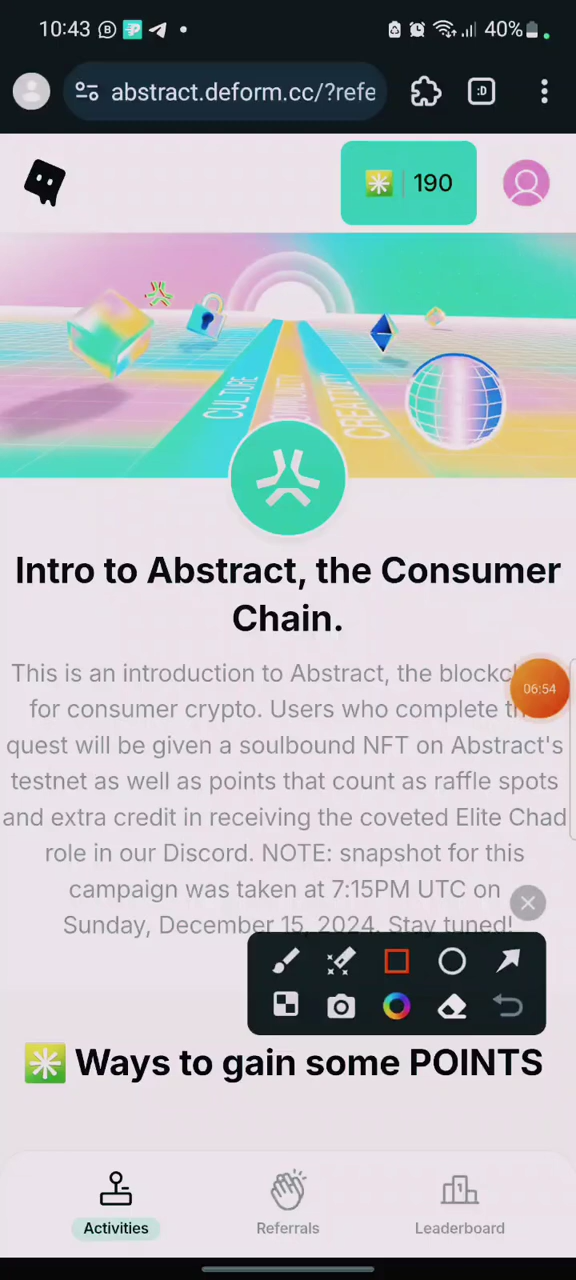 10:43 40%
abstract.deform.cc/?refe :D
190
CULTURE CREATIVITY
Intro to Abstract, the Consumer
Chain.
This is an introduction to Abstract, the blockch
for consumer crypto. Users who complete th
quest will be given a soulbound NFT on Abstract's
testnet as well as points that count as raffle spots
and extra credit in receiving the coveted Elite Chad
role in our Discord. NOTE: snapshot for this
campaign was taken at 7:15PM UTC on
Sunday, December 15, 2024. Stay tuned!
06:54
Ways to gain some POINTS
Activities Referrals Leaderboard